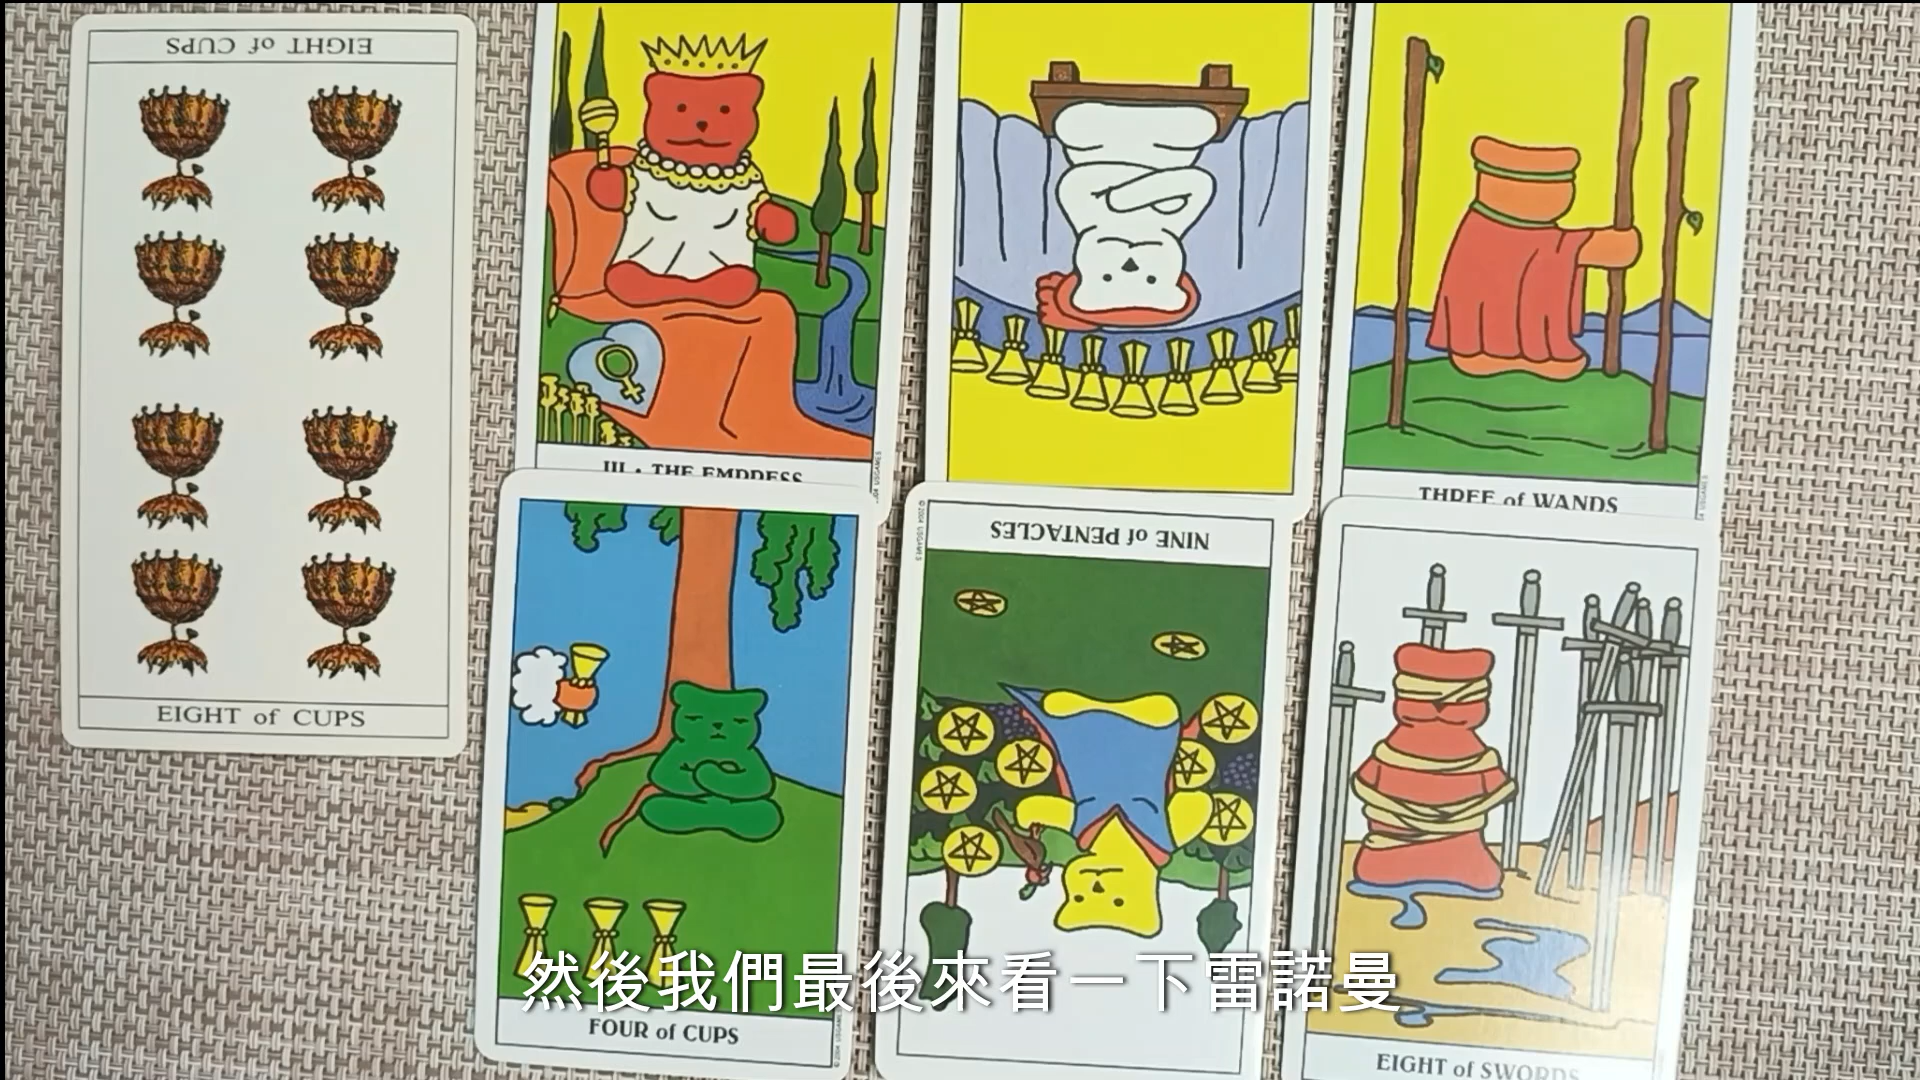 EIGHT of CUPS
EIGHT of CUPS
III • THE EMPRESS
THREE of WANDS
NINE of PENTACLES
FOUR of CUPS
EIGHT of SWORDS
然後我們最後來看一下雷諾曼